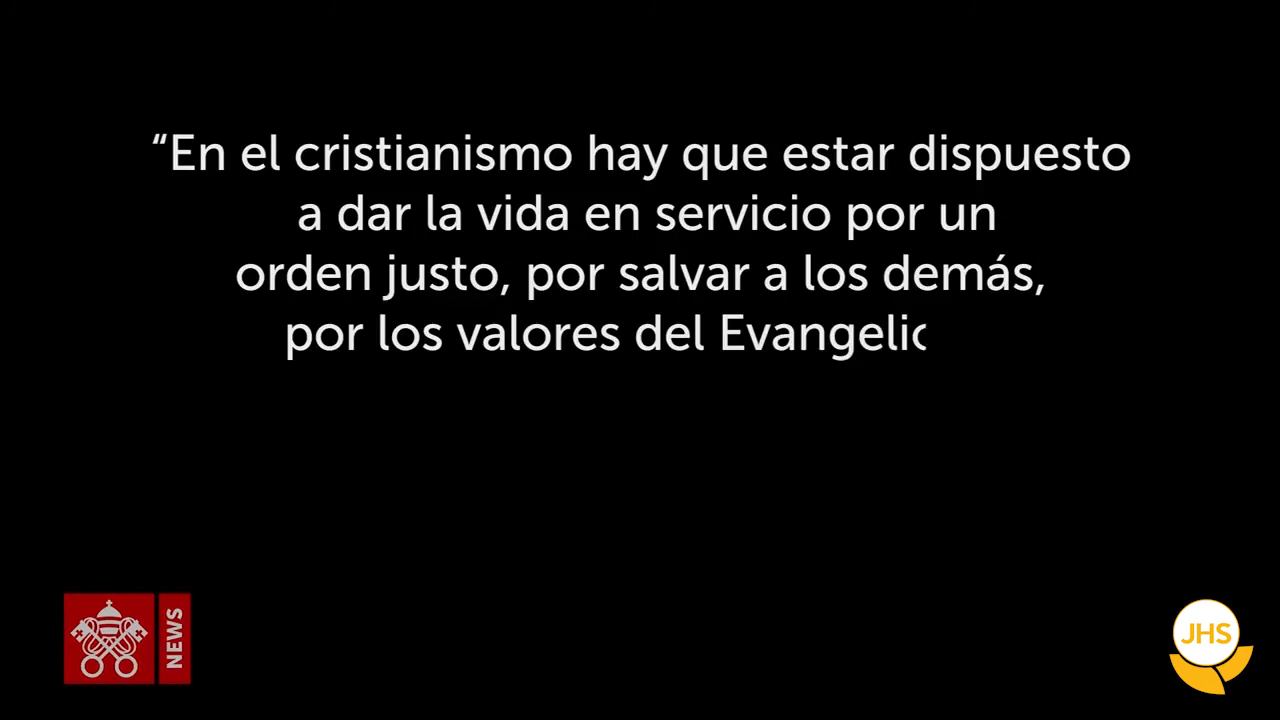 “En el cristianismo hay que estar dispuesto
a dar la vida en servicio por un
orden justo, por salvar a los demás,
por los valores del Evangelic
NEWS
JHS